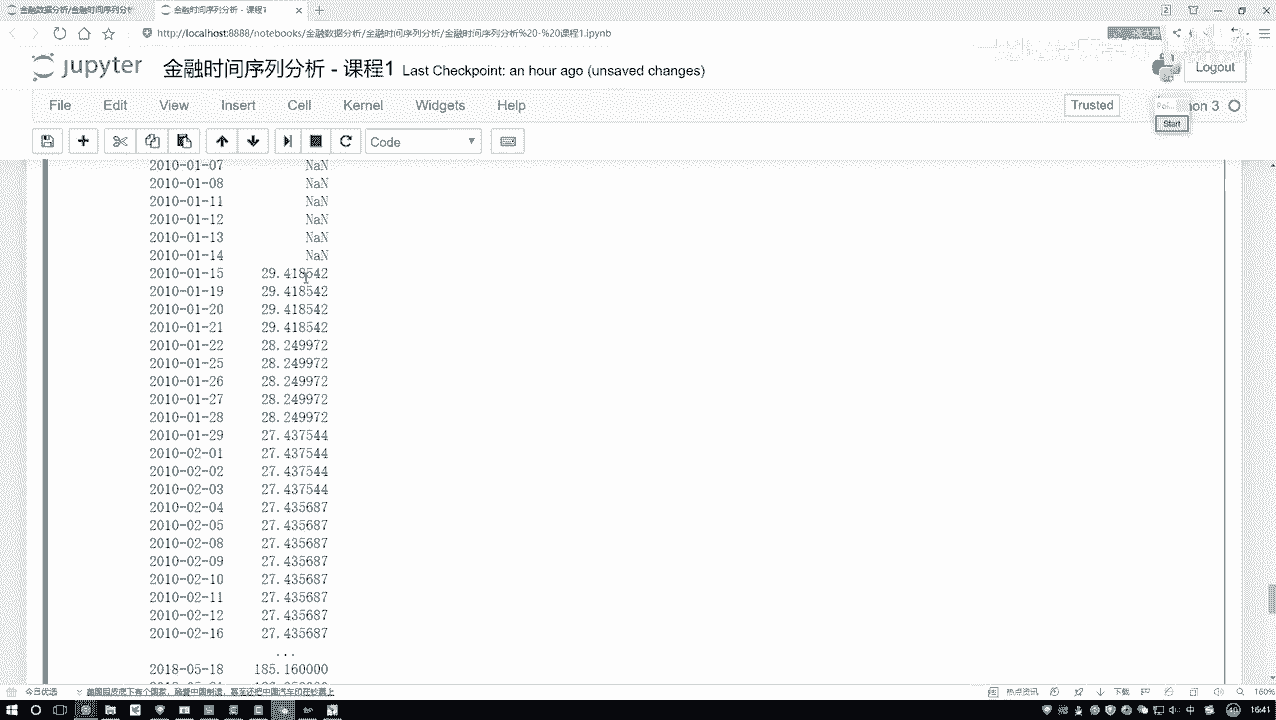 金融数据分析/金融时间序列分
金融时间序列分析 - 课程1
http://localhost:8888/notebooks/金融数据分析/金融时间序列分析/金融时间序列分析%20-%20课程1.ipynb
jupyter 金融时间序列分析 - 课程1 Last Checkpoint: an hour ago (unsaved changes)
Logout
File Edit View Insert Cell Kernel Widgets Help
Trusted
on 3
Start
Code
2010-01-07 NaN
2010-01-08 NaN
2010-01-11 NaN
2010-01-12 NaN
2010-01-13 NaN
2010-01-14 NaN
2010-01-15 29.418542
2010-01-19 29.418542
2010-01-20 29.418542
2010-01-21 29.418542
2010-01-22 28.249972
2010-01-25 28.249972
2010-01-26 28.249972
2010-01-27 28.249972
2010-01-28 28.249972
2010-01-29 27.437544
2010-02-01 27.437544
2010-02-02 27.437544
2010-02-03 27.437544
2010-02-04 27.435687
2010-02-05 27.435687
2010-02-08 27.435687
2010-02-09 27.435687
2010-02-10 27.435687
2010-02-11 27.435687
2010-02-12 27.435687
2010-02-16 27.435687
...
2018-05-18 185.160000
今日优选
热点资讯
下载
160%
中
16:41